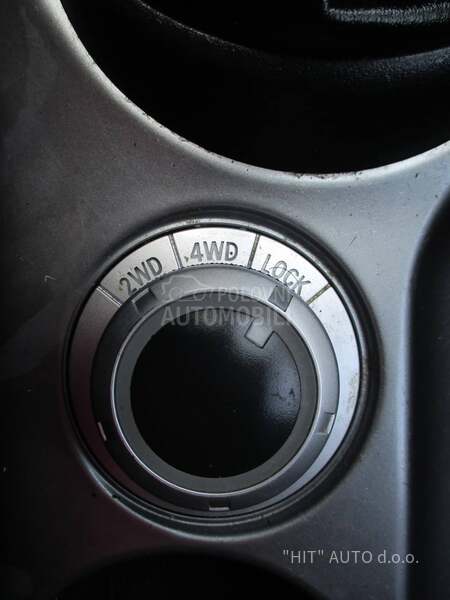 2WD 4WD LOCK
POLOVNI
AUTOMOBILI
"HIT" AUTO d.o.o.